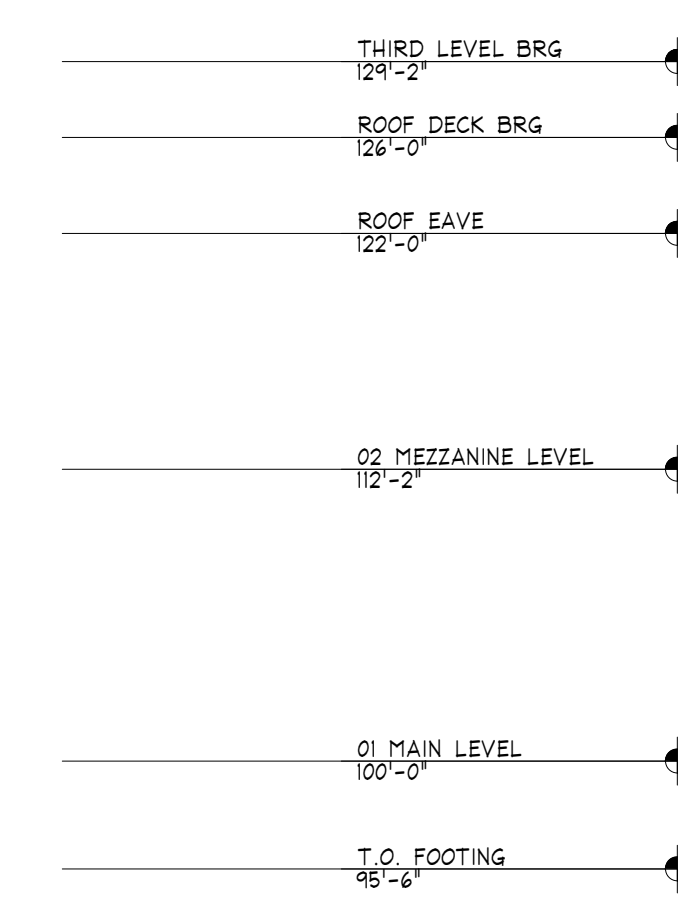 THIRD LEVEL BRG
129'-2"
ROOF DECK BRG
126'-0"
ROOF EAVE
122'-0"
02 MEZZANINE LEVEL
112'-2"
01 MAIN LEVEL
100'-0"
T.O. FOOTING
95'-6"